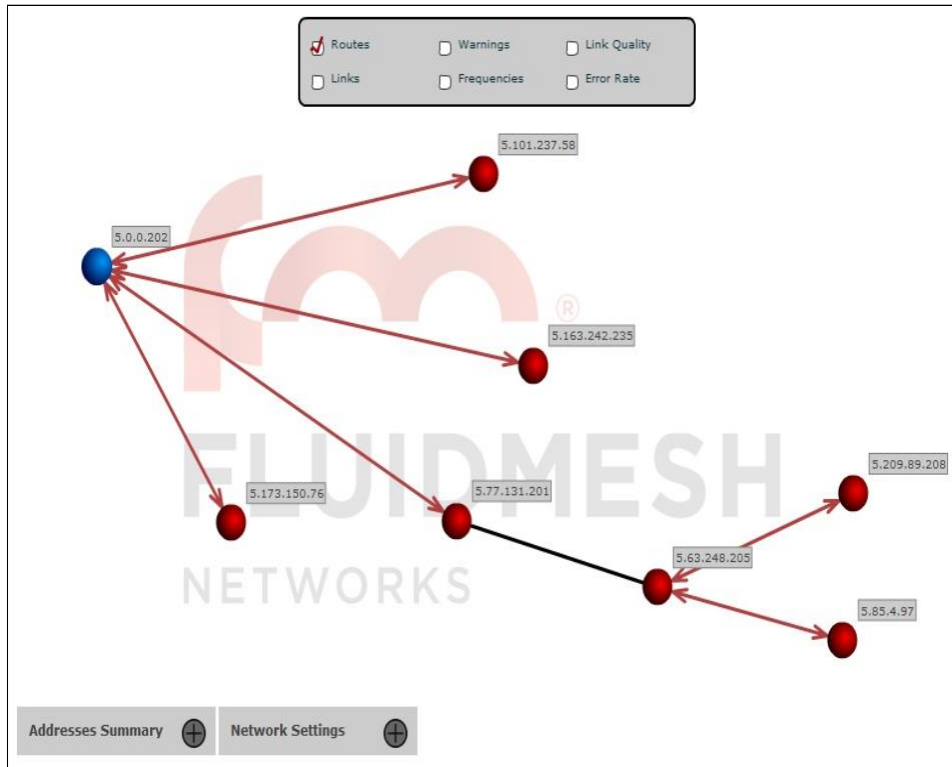 Routes
Warnings
Link Quality
Links
Frequencies
Error Rate
5.101.237.58
5.0.0.202
®
5.163.242.235
FLUIDMESH
NETWORKS
5.209.89.208
5.173.150.76
5.77.131.201
5.63.248.205
5.85.4.97
Addresses Summary
Network Settings